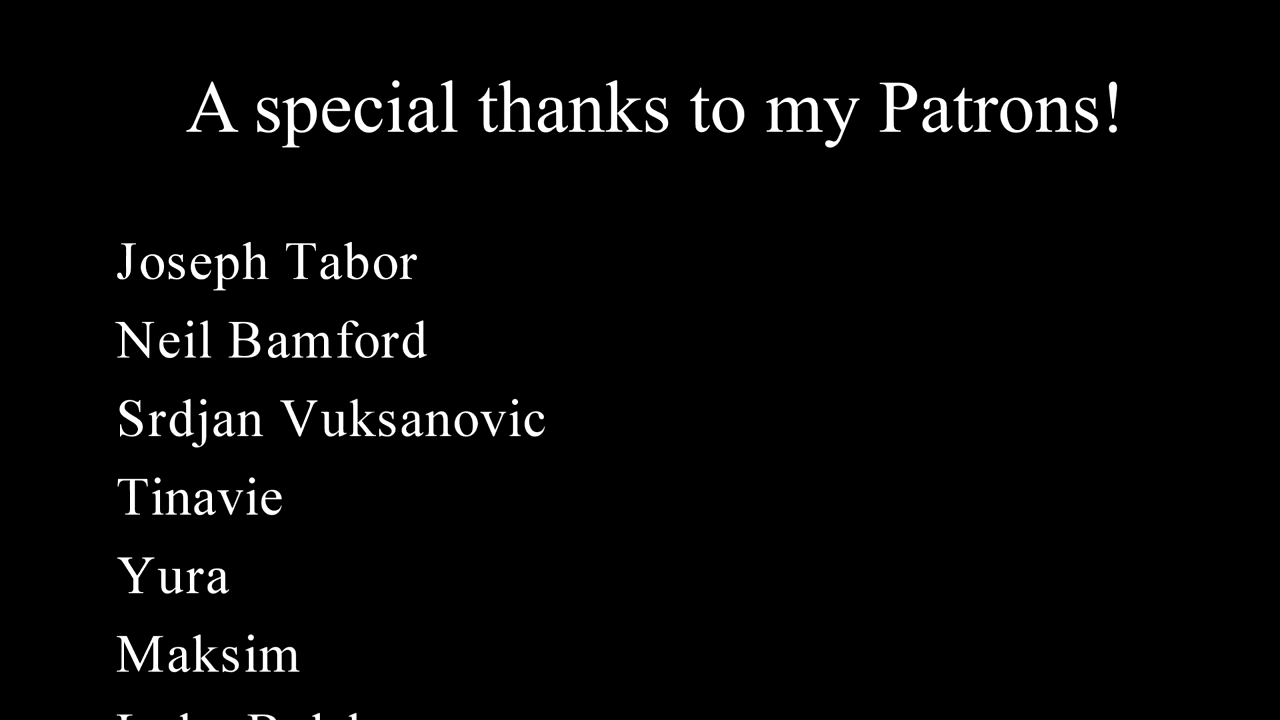 A special thanks to my Patrons!
Joseph Tabor
Neil Bamford
Srdjan Vuksanovic
Tinavie
Yura
Maksim